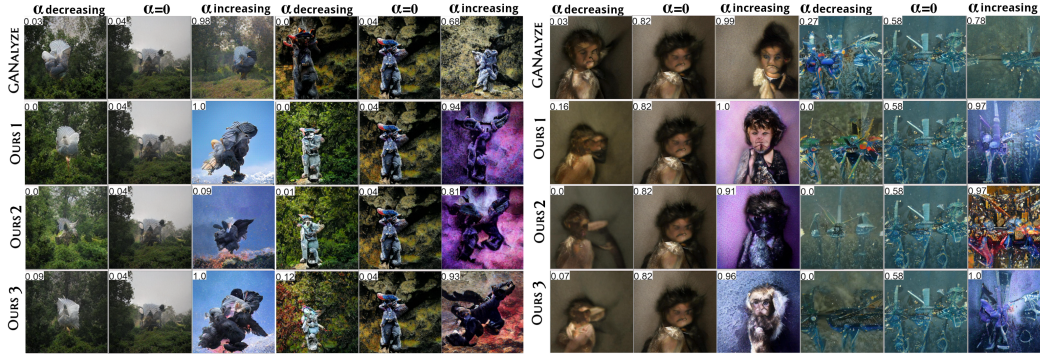 α decreasing α=0 α increasing α decreasing α=0 α increasing α decreasing α=0 α increasing α decreasing α=0 α increasing
GANALYZE 0.03 0.04 0.98 0.0 0.04 0.68 0.03 0.82 0.99 0.27 0.58 0.78
OURS 1 0.0 0.04 1.0 0.0 0.04 0.94 0.16 0.82 1.0 0.0 0.58 0.97
OURS 2 0.0 0.04 0.09 0.01 0.04 0.81 0.0 0.82 0.91 0.0 0.58 0.97
OURS 3 0.09 0.04 1.0 0.12 0.04 0.93 0.07 0.82 0.96 0.0 0.58 1.0